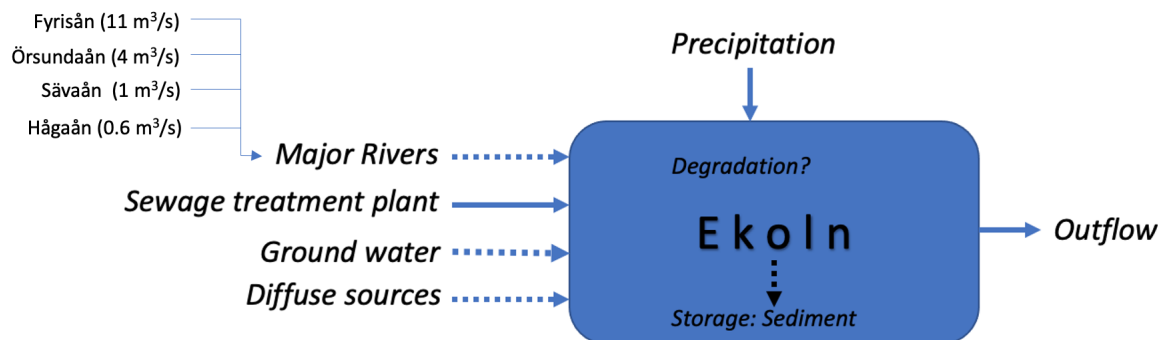 Fyrisån (11 m³/s)
Örsundaån (4 m³/s)
Sävaån (1 m³/s)
Hågaån (0.6 m³/s)
Precipitation
Major Rivers
Sewage treatment plant
Ground water
Diffuse sources
Degradation?
Ekoln
Storage: Sediment
Outflow